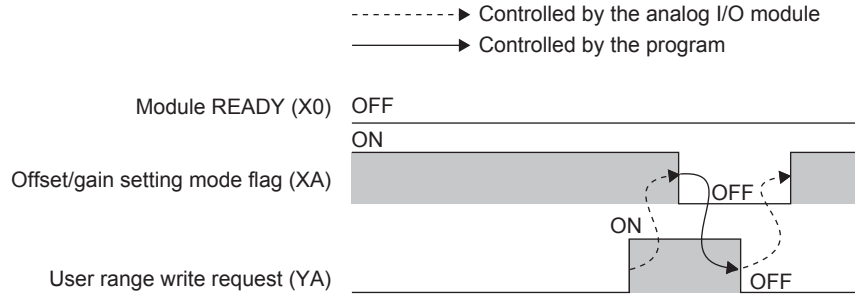 Controlled by the analog I/O module
Controlled by the program
Module READY (X0) OFF
ON
Offset/gain setting mode flag (XA)
OFF
ON
User range write request (YA)
OFF